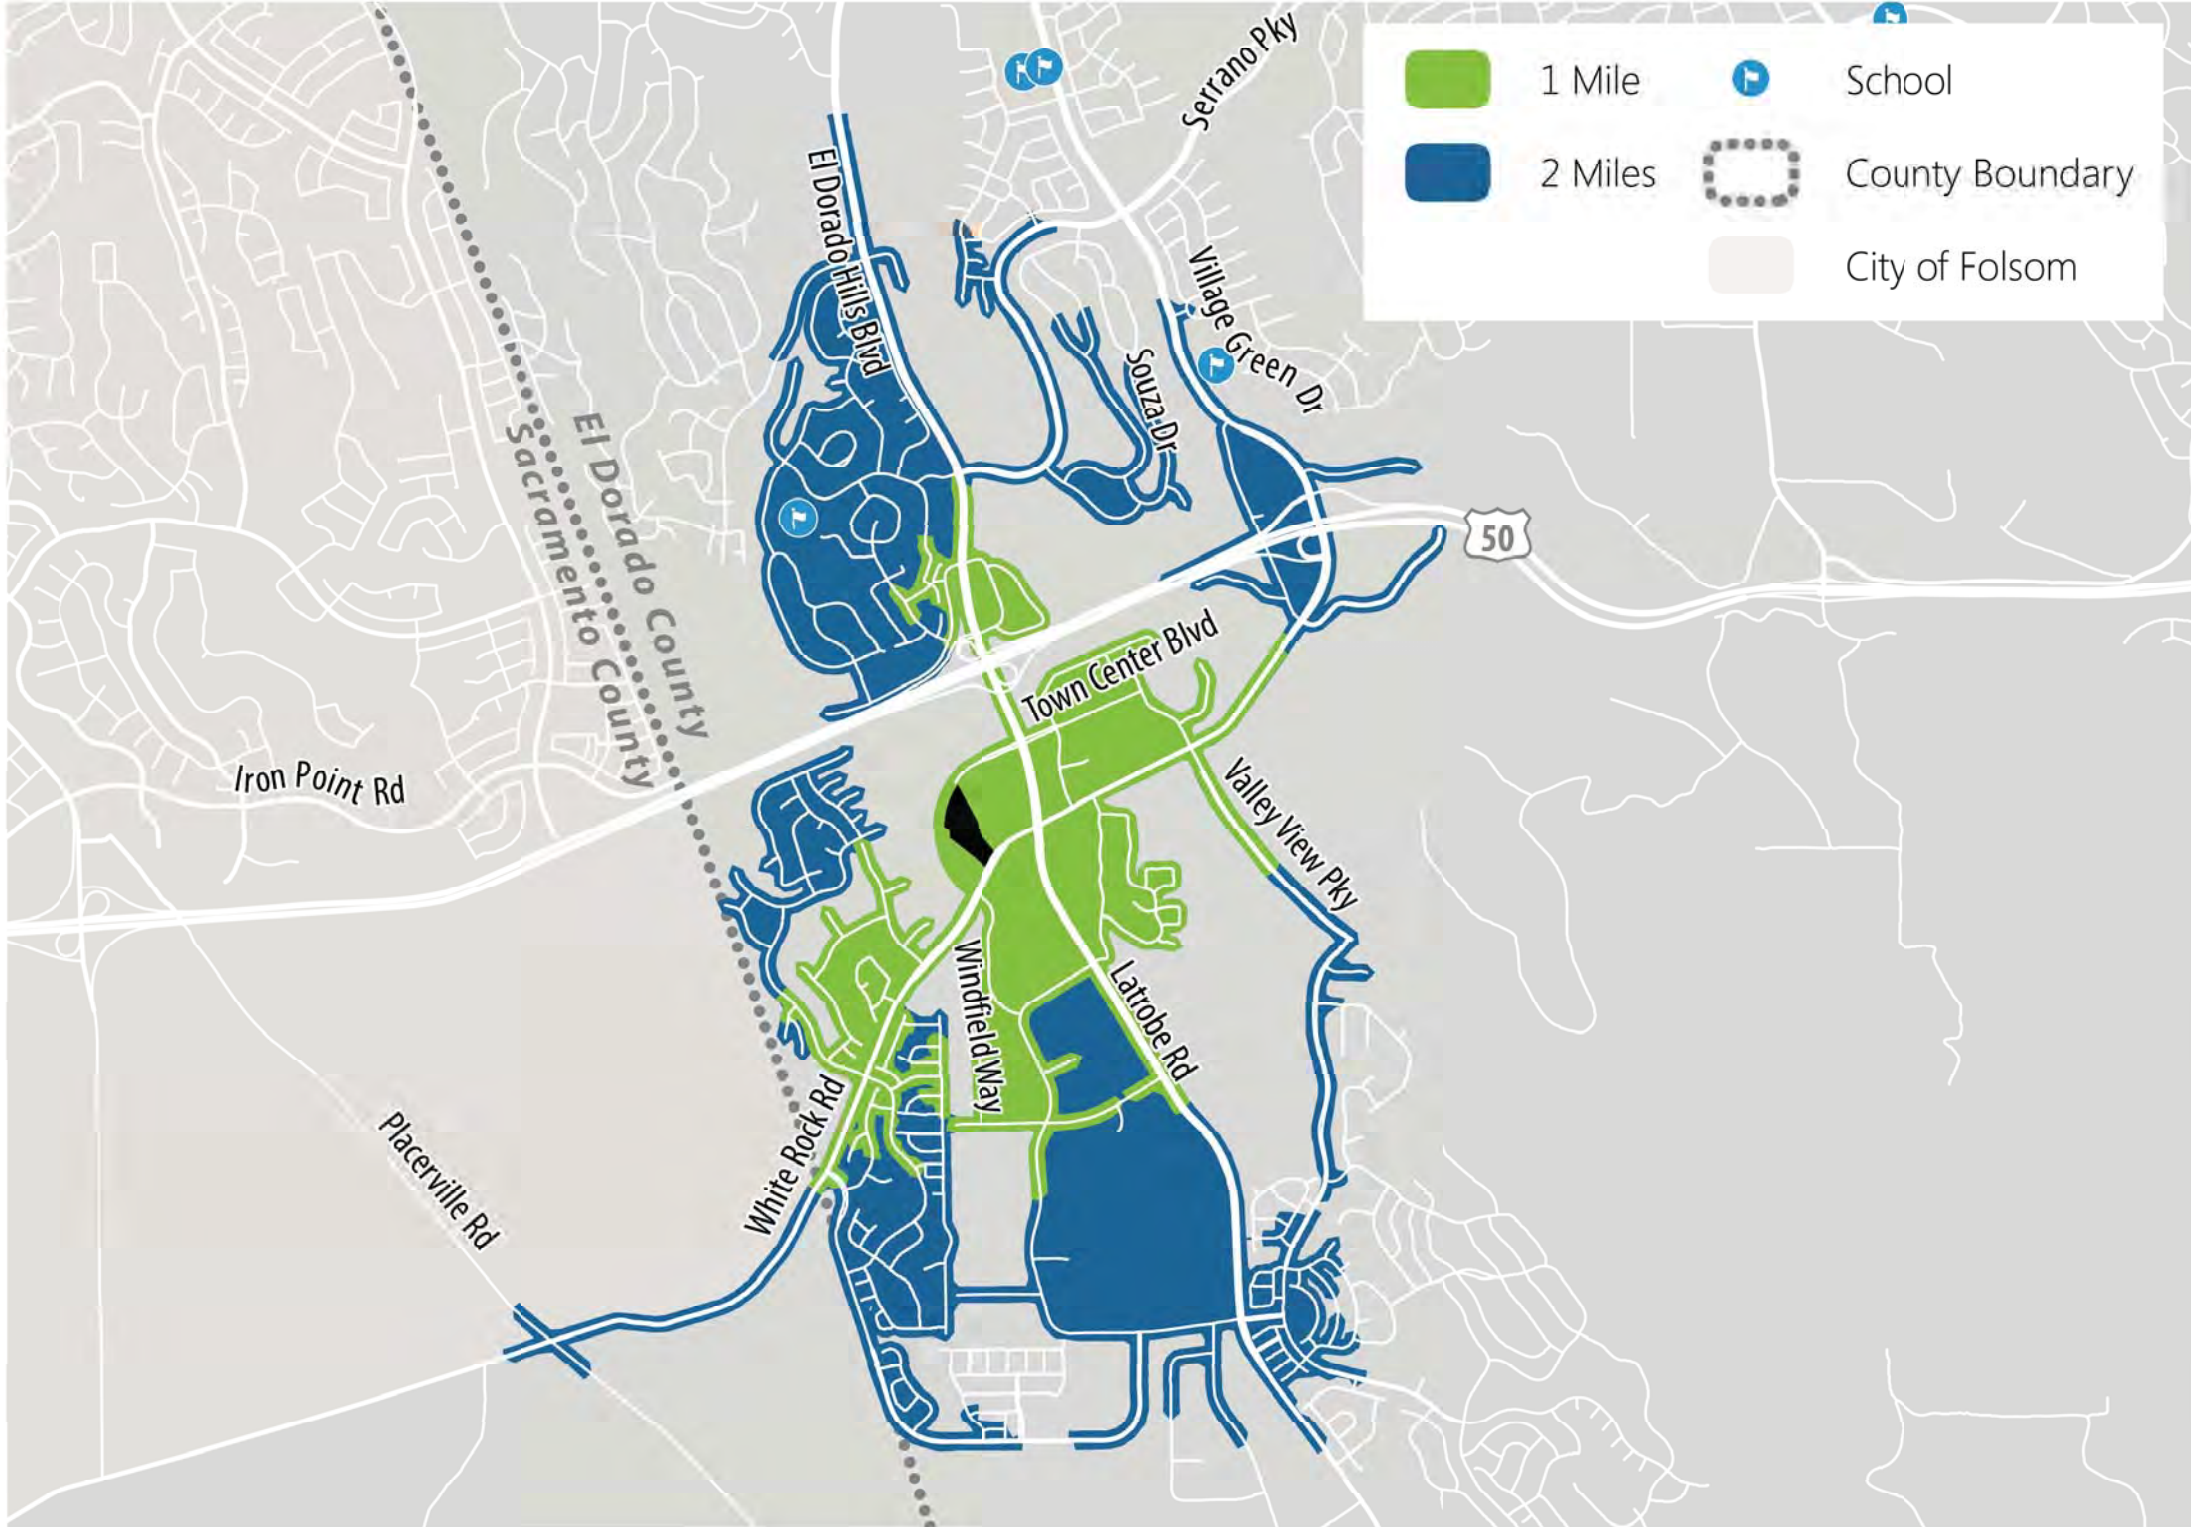 1 Mile
School
2 Miles
County Boundary
City of Folsom
Serrano Pky
El Dorado Hills Blvd
Village Green Dr
Souza Dr
El Dorado County
Sacramento County
50
Town Center Blvd
Iron Point Rd
Valley View Pky
Windfield Way
Latrobe Rd
White Rock Rd
Placerville Rd